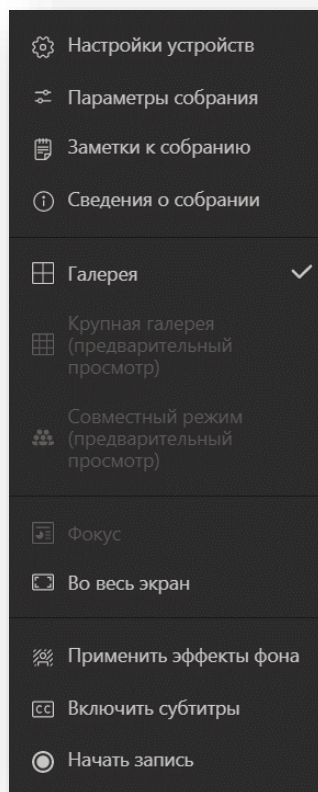 Настройки устройств
Параметры собрания
Заметки к собранию
Сведения о собрании
Галерея
Крупная галерея
(предварительный
просмотр)
Совместный режим
(предварительный
просмотр)
Фокус
Во весь экран
Применить эффекты фона
CC Включить субтитры
Начать запись